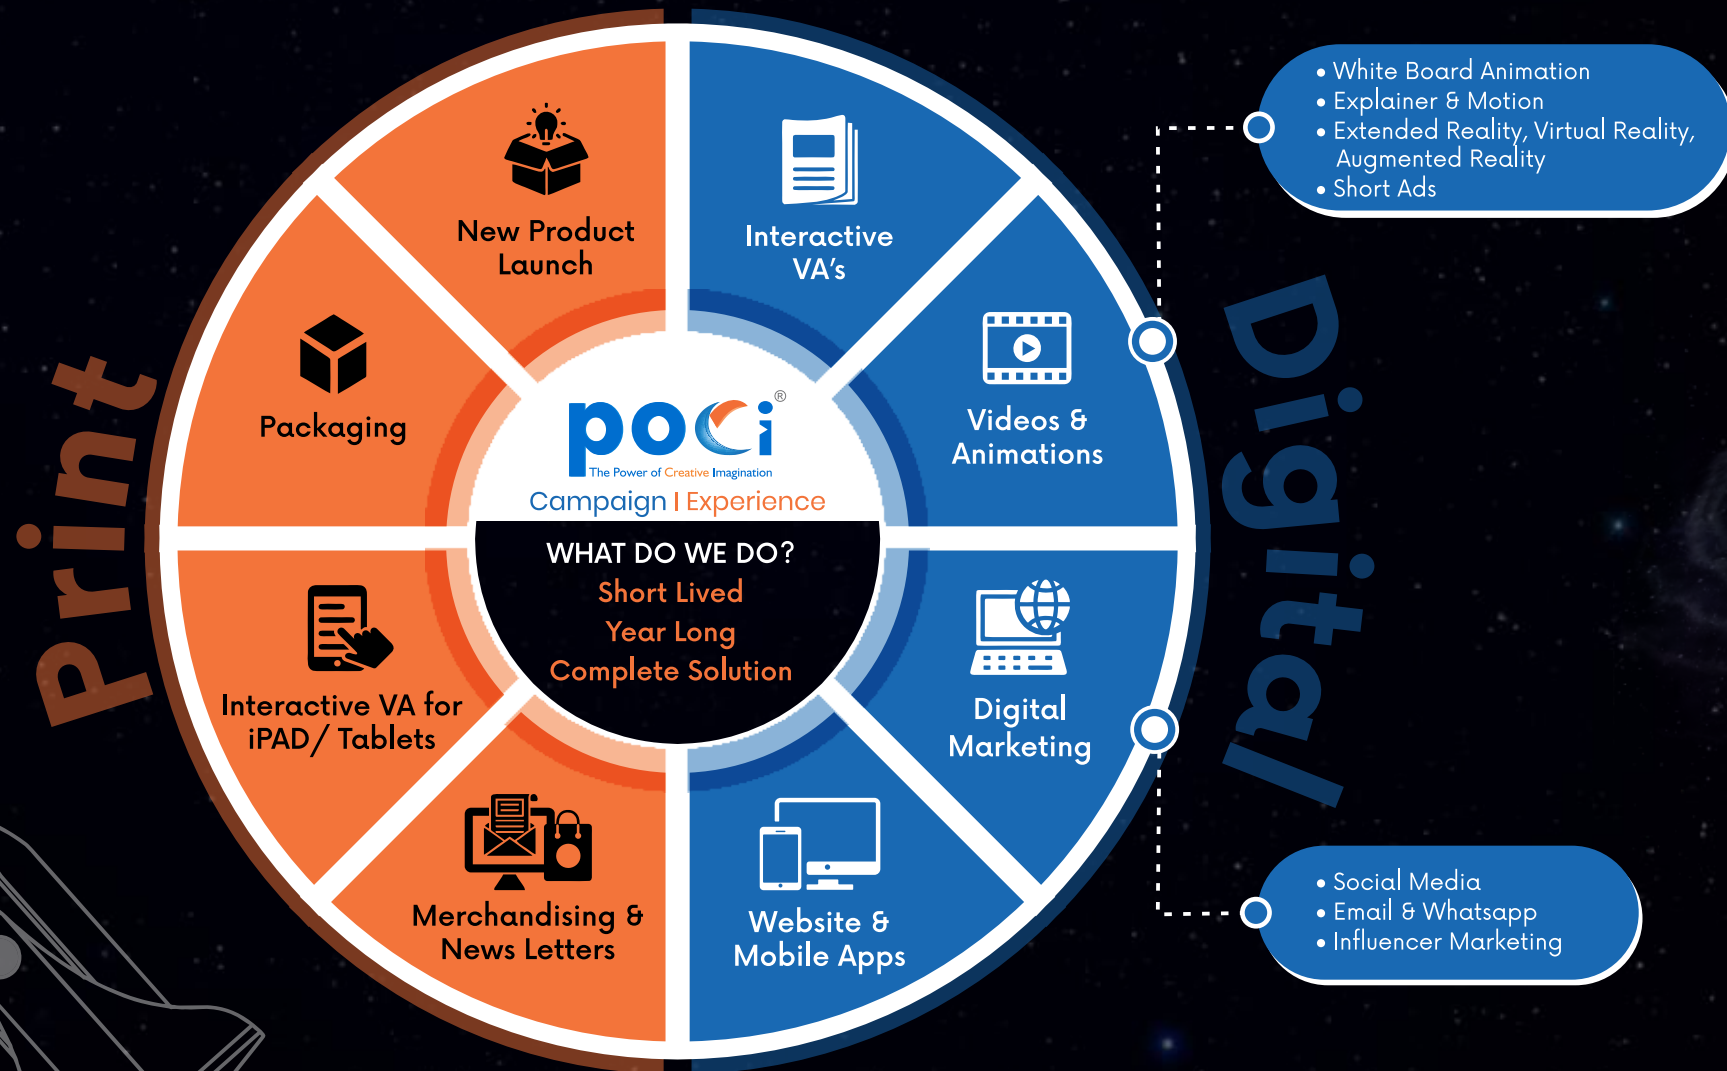 Print
New Product
Launch
Packaging
Interactive VA for
iPAD/ Tablets
Merchandising &
News Letters
poci®
The Power of Creative Imagination
Campaign | Experience
WHAT DO WE DO?
Short Lived
Year Long
Complete Solution
Interactive
VA's
Videos &
Animations
Digital
Marketing
Website &
Mobile Apps
Digital
• White Board Animation
• Explainer & Motion
• Extended Reality, Virtual Reality,
Augmented Reality
• Short Ads
• Social Media
• Email & Whatsapp
• Influencer Marketing